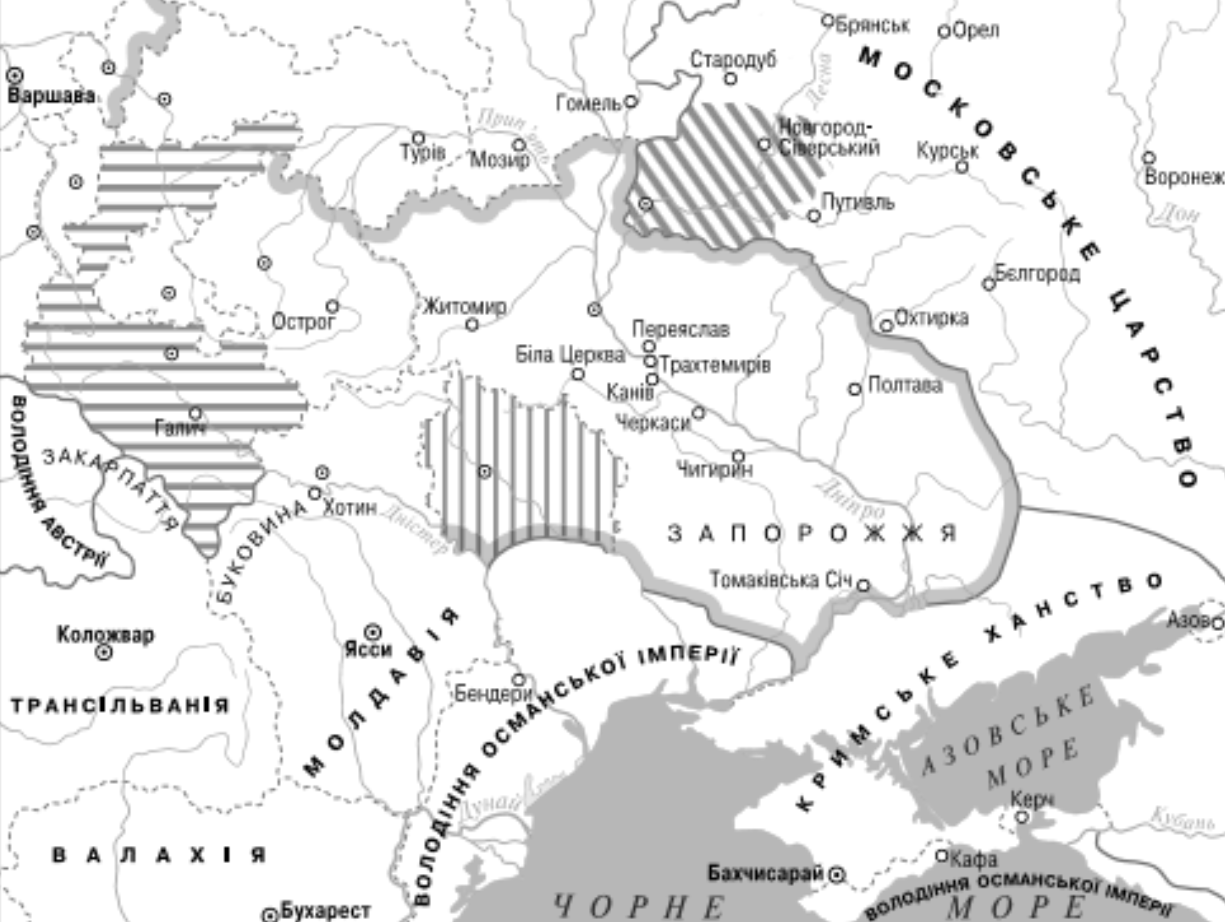 Брянськ
Орел
МОСКОВСЬКЕ ЦАРСТВО
Стародуб
Варшава
Гомель
Десна
Прип'ять
Турів
Мозир
Новгород-
Сіверський
Курськ
Воронеж
Путивль
Дон
Бєлгород
Острог
Житомир
Охтирка
Переяслав
Біла Церква
Трахтемирів
Канів
Полтава
Черкаси
Галич
ВОЛОДІННЯ АВСТРІЇ
ЗАКАРПАТТЯ
Чигирин
Хотин
Дністер
Дніпро
БУКОВИНА
ЗАПОРОЖЖЯ
Томаківська Січ
КРИМСЬКЕ ХАНСТВО
Азов
Коложвар
Ясси
МОЛДАВІЯ
ВОЛОДІННЯ ОСМАНСЬКОЇ ІМПЕРІЇ
Бендери
ТРАНСІЛЬВАНІЯ
АЗОВСЬКЕ
МОРЕ
Керч
Кубань
Дунай
ВАЛАХІЯ
Бахчисарай
Кафа
ВОЛОДІННЯ ОСМАНСЬКОЇ ІМПЕРІЇ
Бухарест
ЧОРНЕ МОРЕ